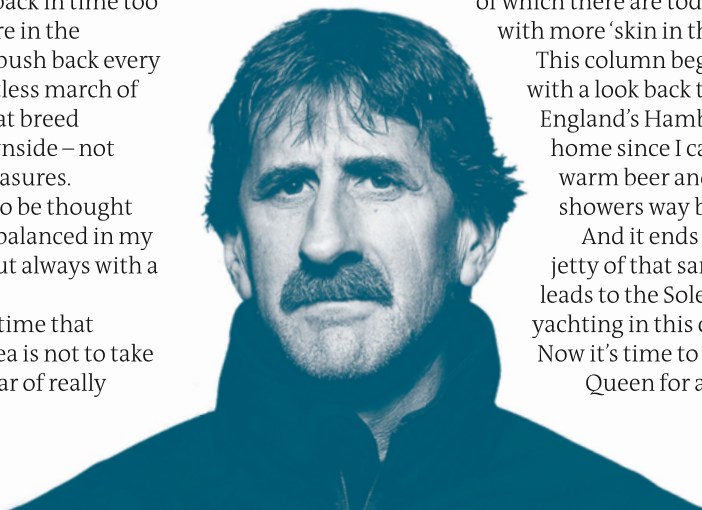 back in time too
re in the
push back every
tless march of
at breed
nside – not
asures.
to be thought
balanced in my
ut always with a
time that
ea is not to take
ar of really
of which there are tod
with more ‘skin in th
This column beg
with a look back t
England’s Hamb
home since I ca
warm beer and
showers way b
And it ends
jetty of that sam
leads to the Sole
yachting in this c
Now it’s time to
Queen for a